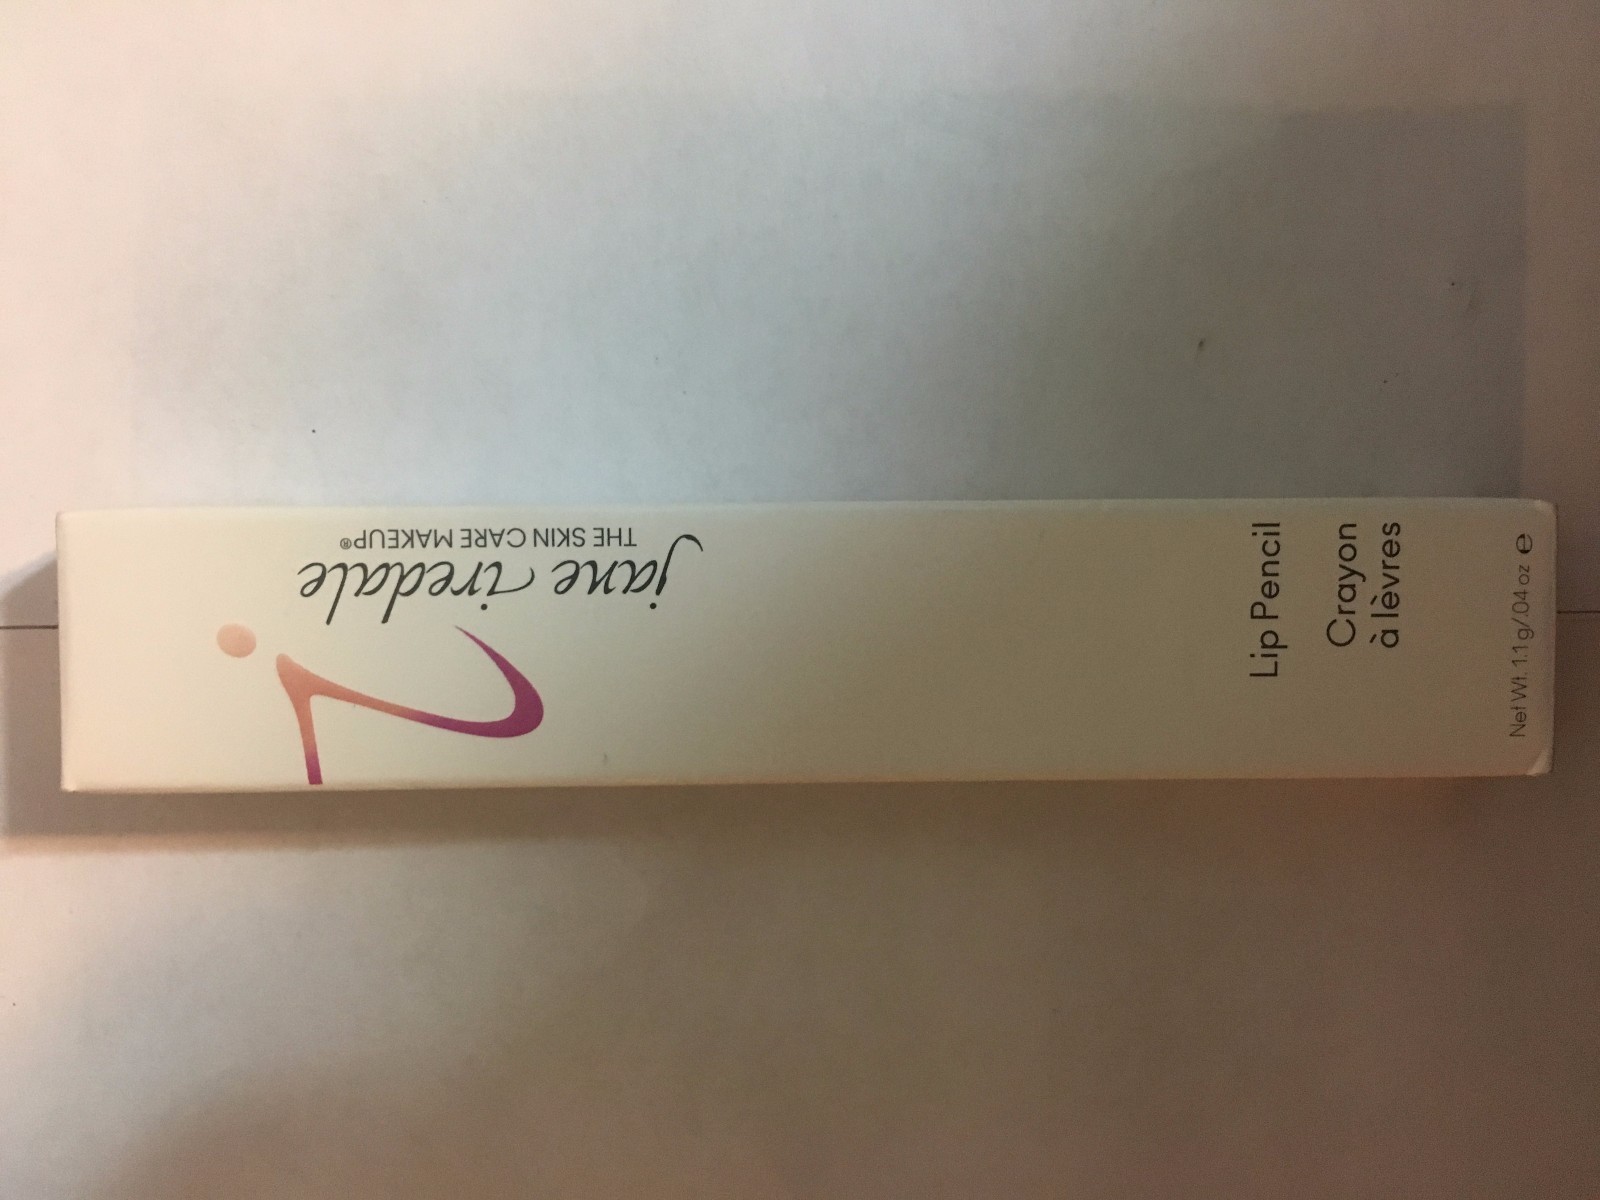 jane iredale
THE SKIN CARE MAKEUP®
Lip Pencil
Crayon
à lèvres
Net Wt. 1.1 g/.04 oz ℮